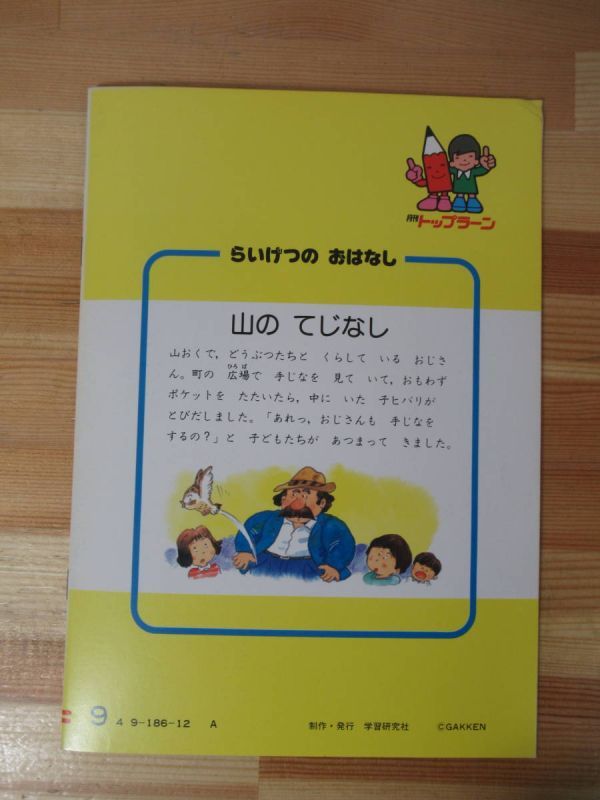 月刊トップラーン
らいげつの おはなし
山の てじなし
山おくで,どうぶつたちと くらして いる おじさ
ん。町の 広場で 手じなを 見て いて,おもわず
ひろば
ポケットを たたいたら,中に いた 子ヒバリが
とびだしました。「あれっ,おじさんも 手じなを
するの?」と 子どもたちが あつまって きました。
9 4 9-186-12 A 制作・発行 学習研究社 ©GAKKEN